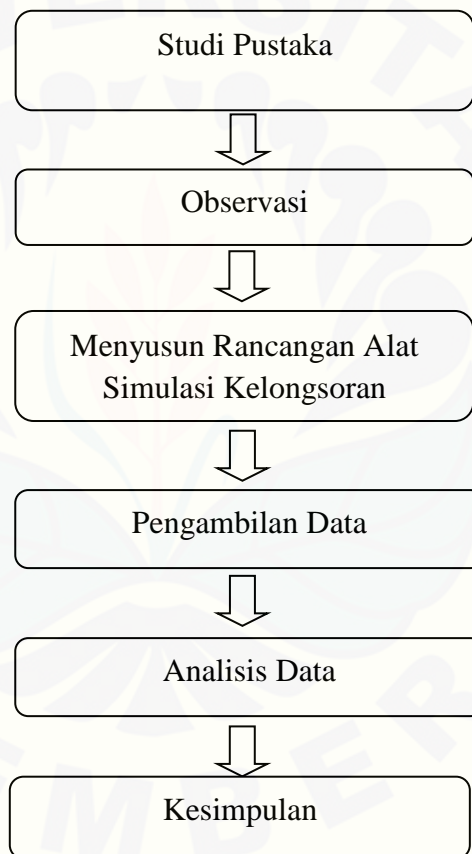 Studi Pustaka
Observasi
Menyusun Rancangan Alat
Simulasi Kelongsoran
Pengambilan Data
Analisis Data
Kesimpulan